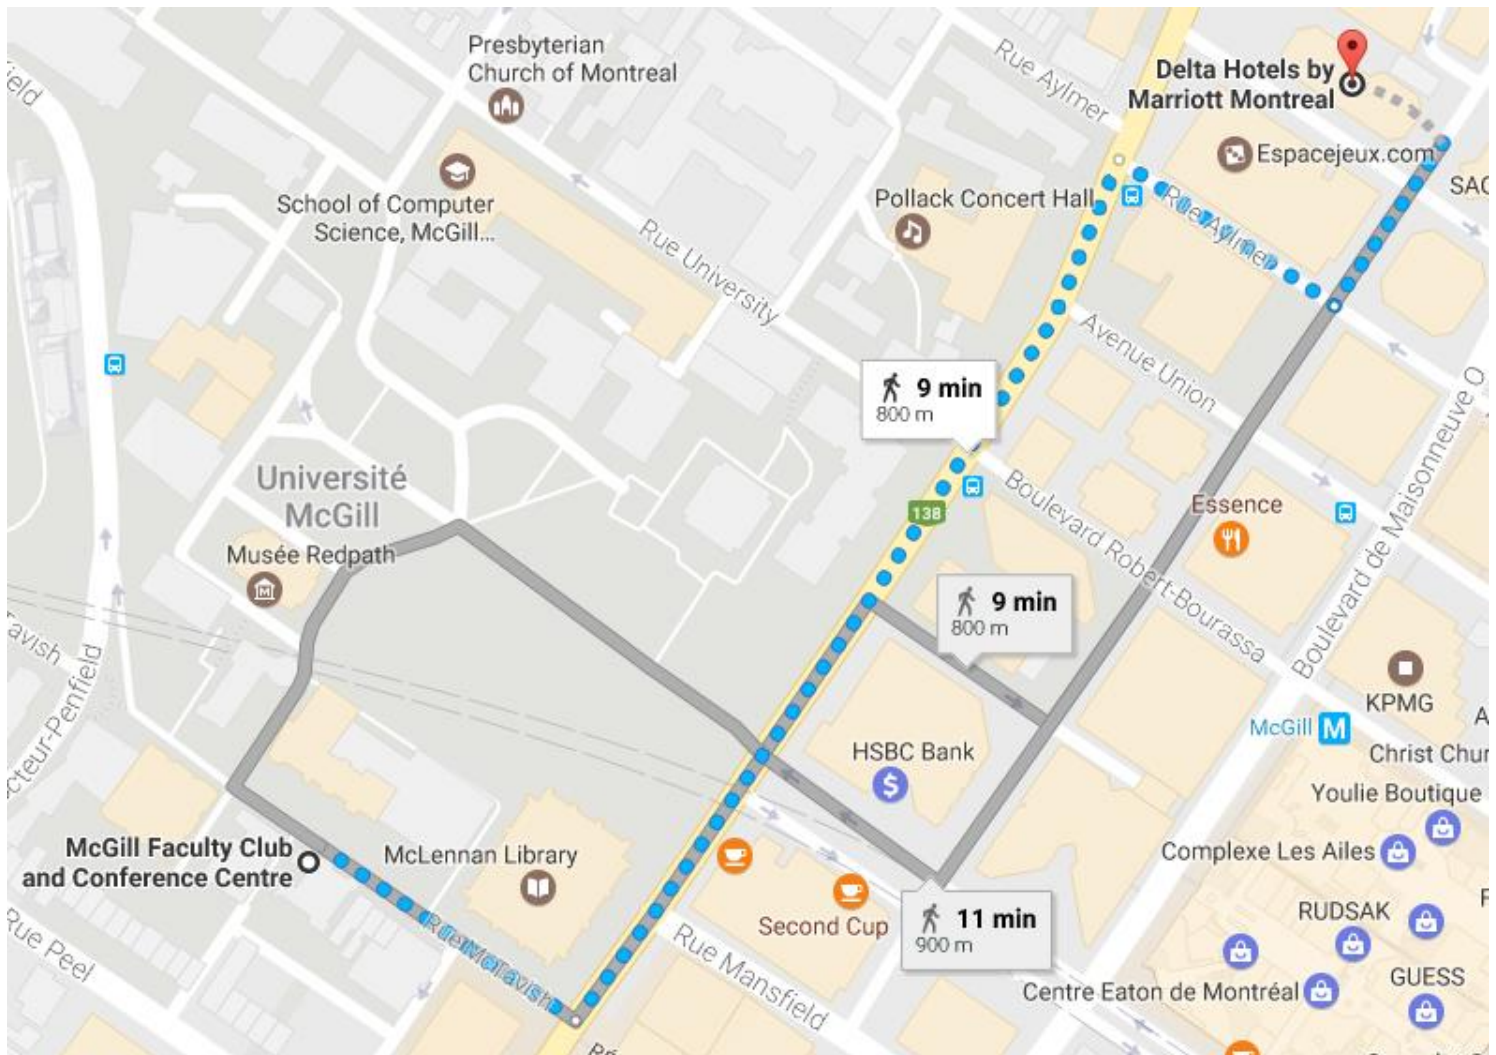 Presbyterian
Church of Montreal
Rue Aylmer
Delta Hotels by
Marriott Montreal
Espacejeux.com
School of Computer
Science, McGill...
Pollack Concert Hall
Rue Aylmer
Rue University
Avenue Union
9 min
800 m
Université
McGill
138
Boulevard Robert-Bourassa
Essence
Boulevard de Maisonneuve O
Musée Redpath
9 min
800 m
KPMG
McGill M
HSBC Bank
$
Youlie Boutique
McGill Faculty Club
and Conference Centre
McLennan Library
Complexe Les Ailes
Second Cup
11 min
900 m
RUDSAK
Rue McTavish
Rue Peel
Rue Mansfield
GUESS
Centre Eaton de Montréal